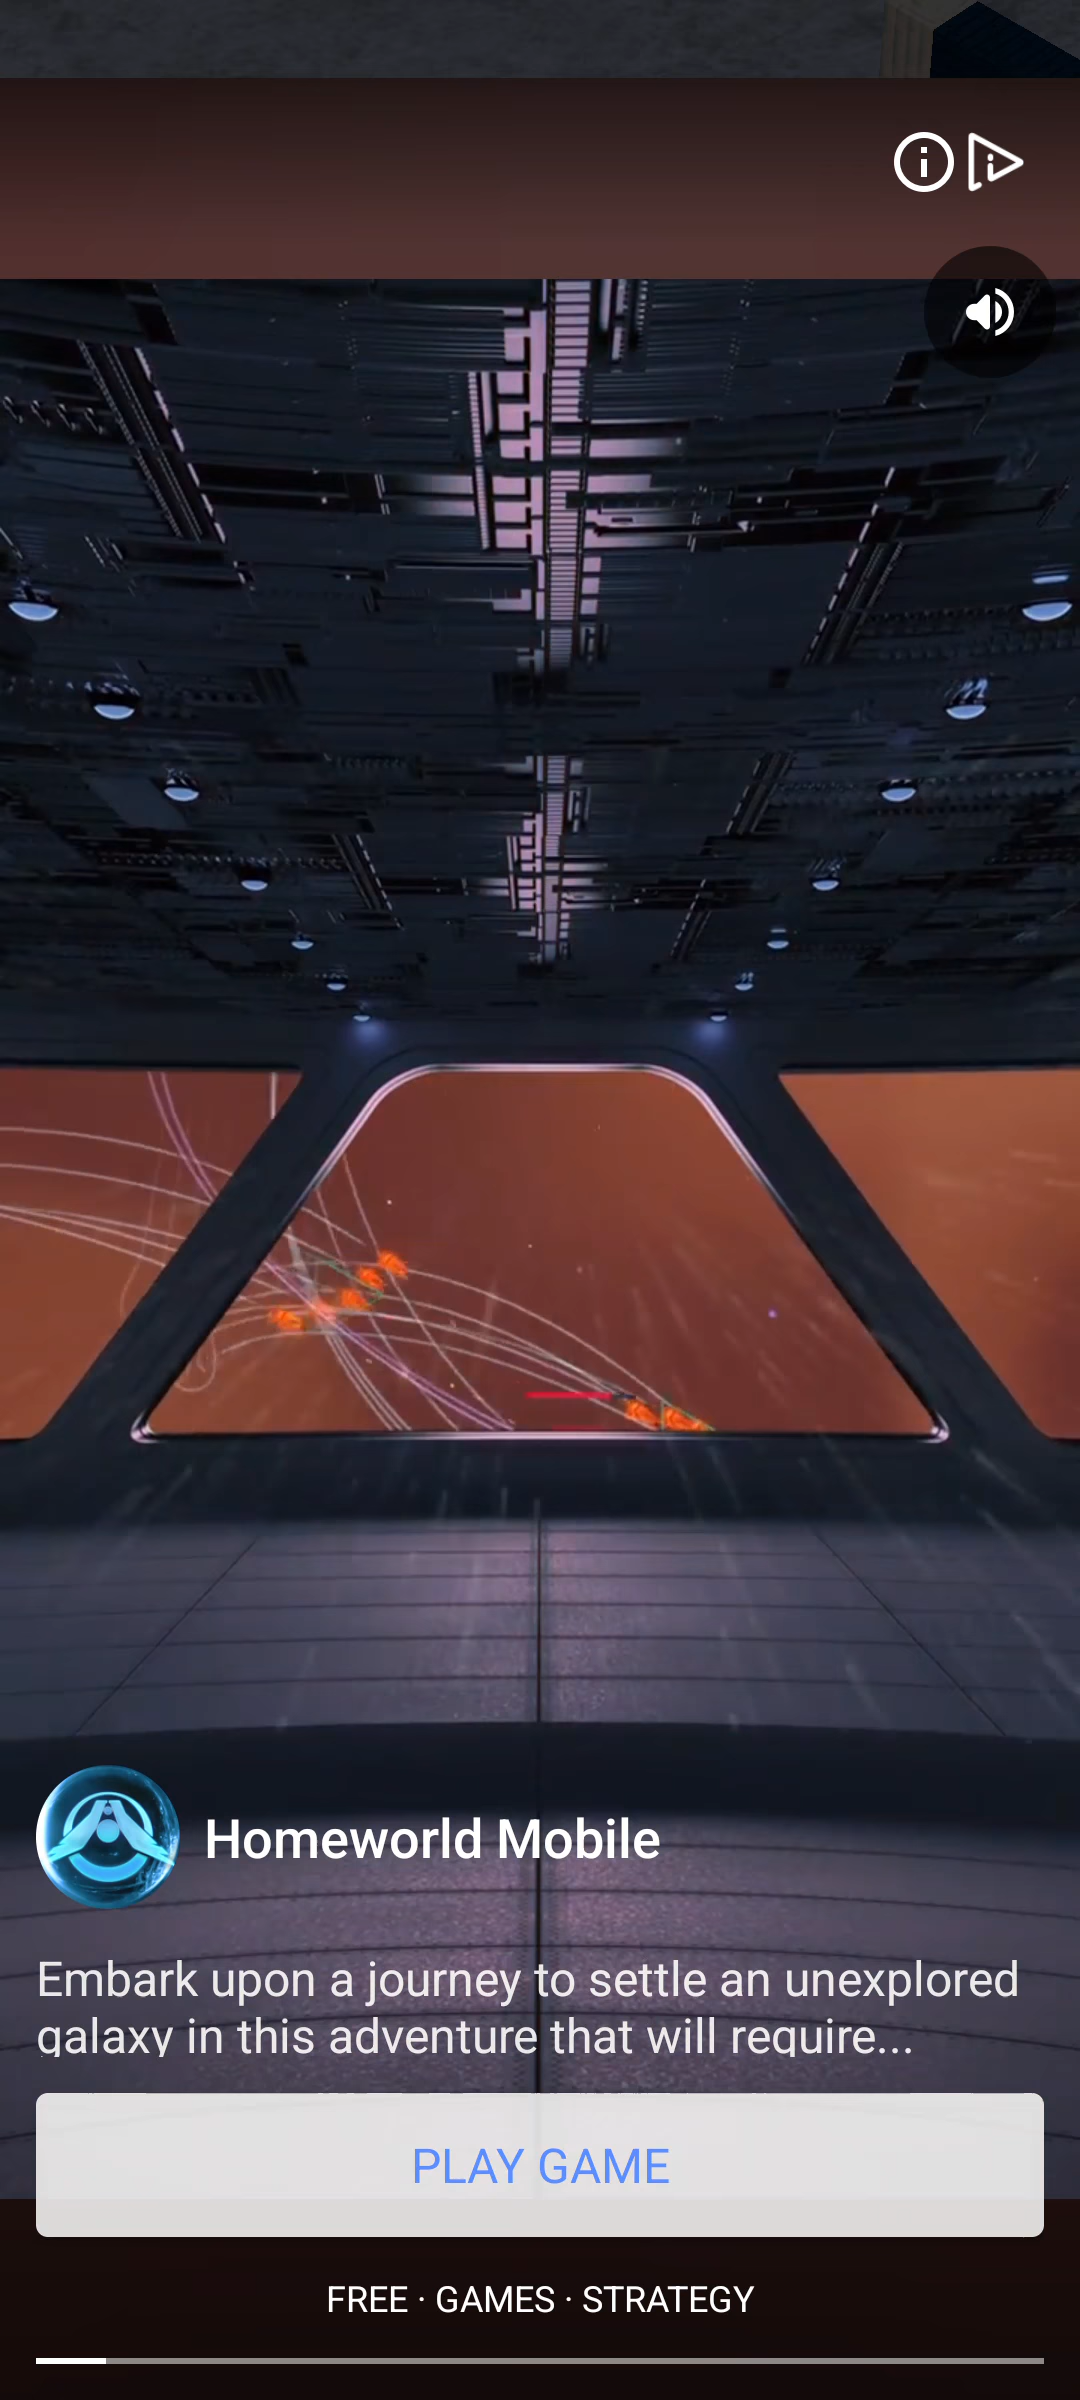 Homeworld Mobile
Embark upon a journey to settle an unexplored
galaxy in this adventure that will require...
PLAY GAME
FREE · GAMES · STRATEGY